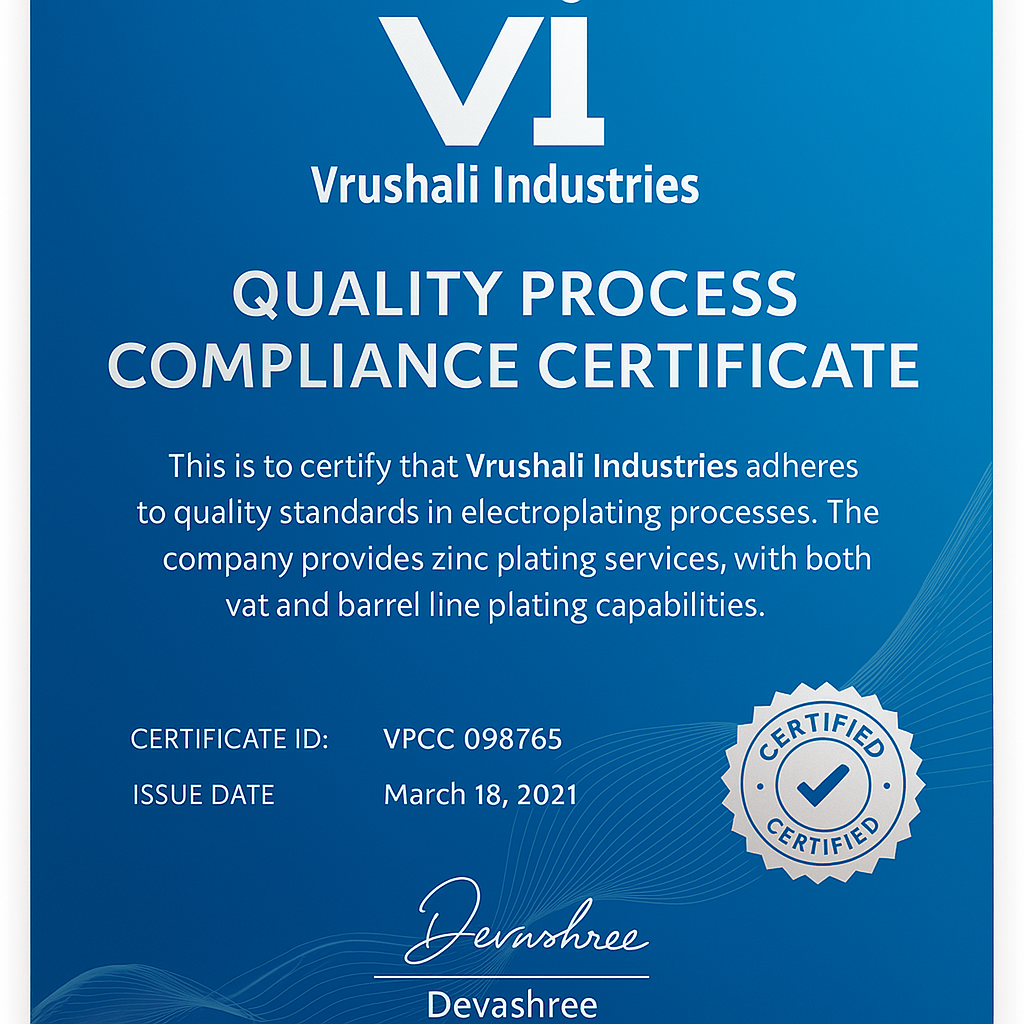 Vi
Vrushali Industries
QUALITY PROCESS
COMPLIANCE CERTIFICATE
This is to certify that Vrushali Industries adheres
to quality standards in electroplating processes. The
company provides zinc plating services, with both
vat and barrel line plating capabilities.
CERTIFICATE ID: VPCC 098765
ISSUE DATE March 18, 2021
CERTIFIED
CERTIFIED
Devashree
Devashree